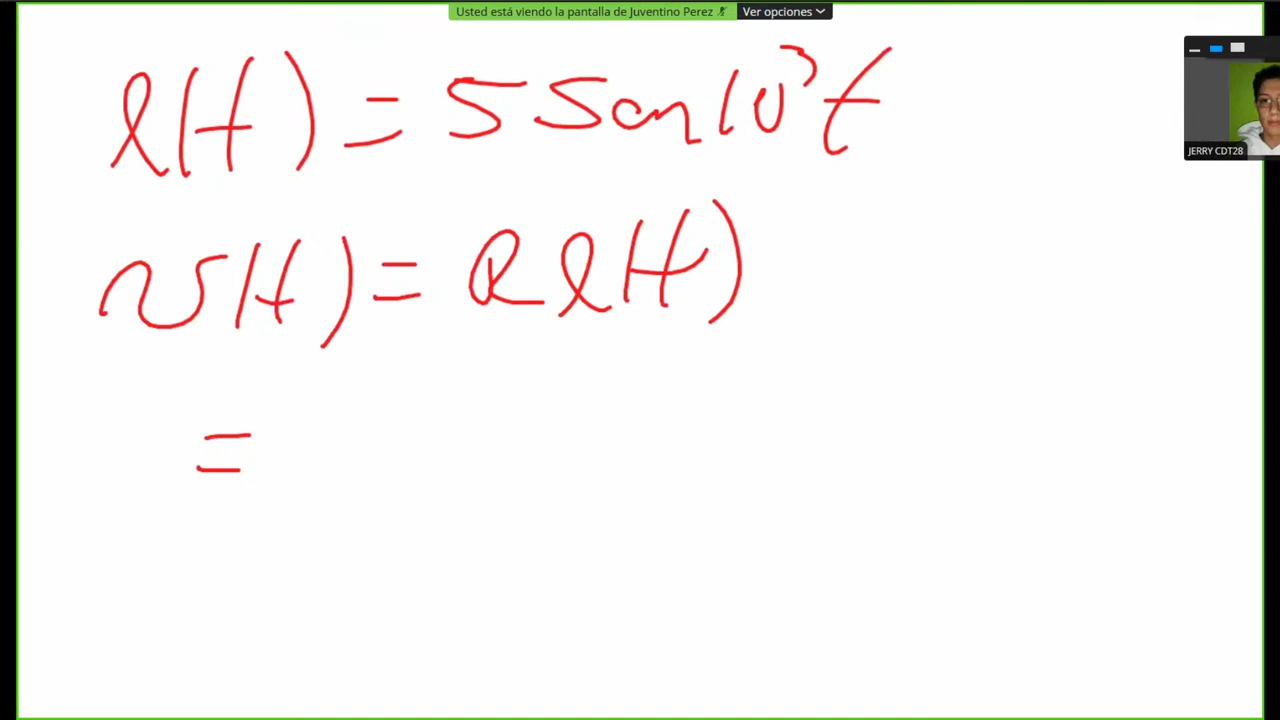 Usted está viendo la pantalla de Juventino Perez Ver opciones
i(t) = 5 Sen 10³t
v(t) = R i(t)
=
JERRY CDT28